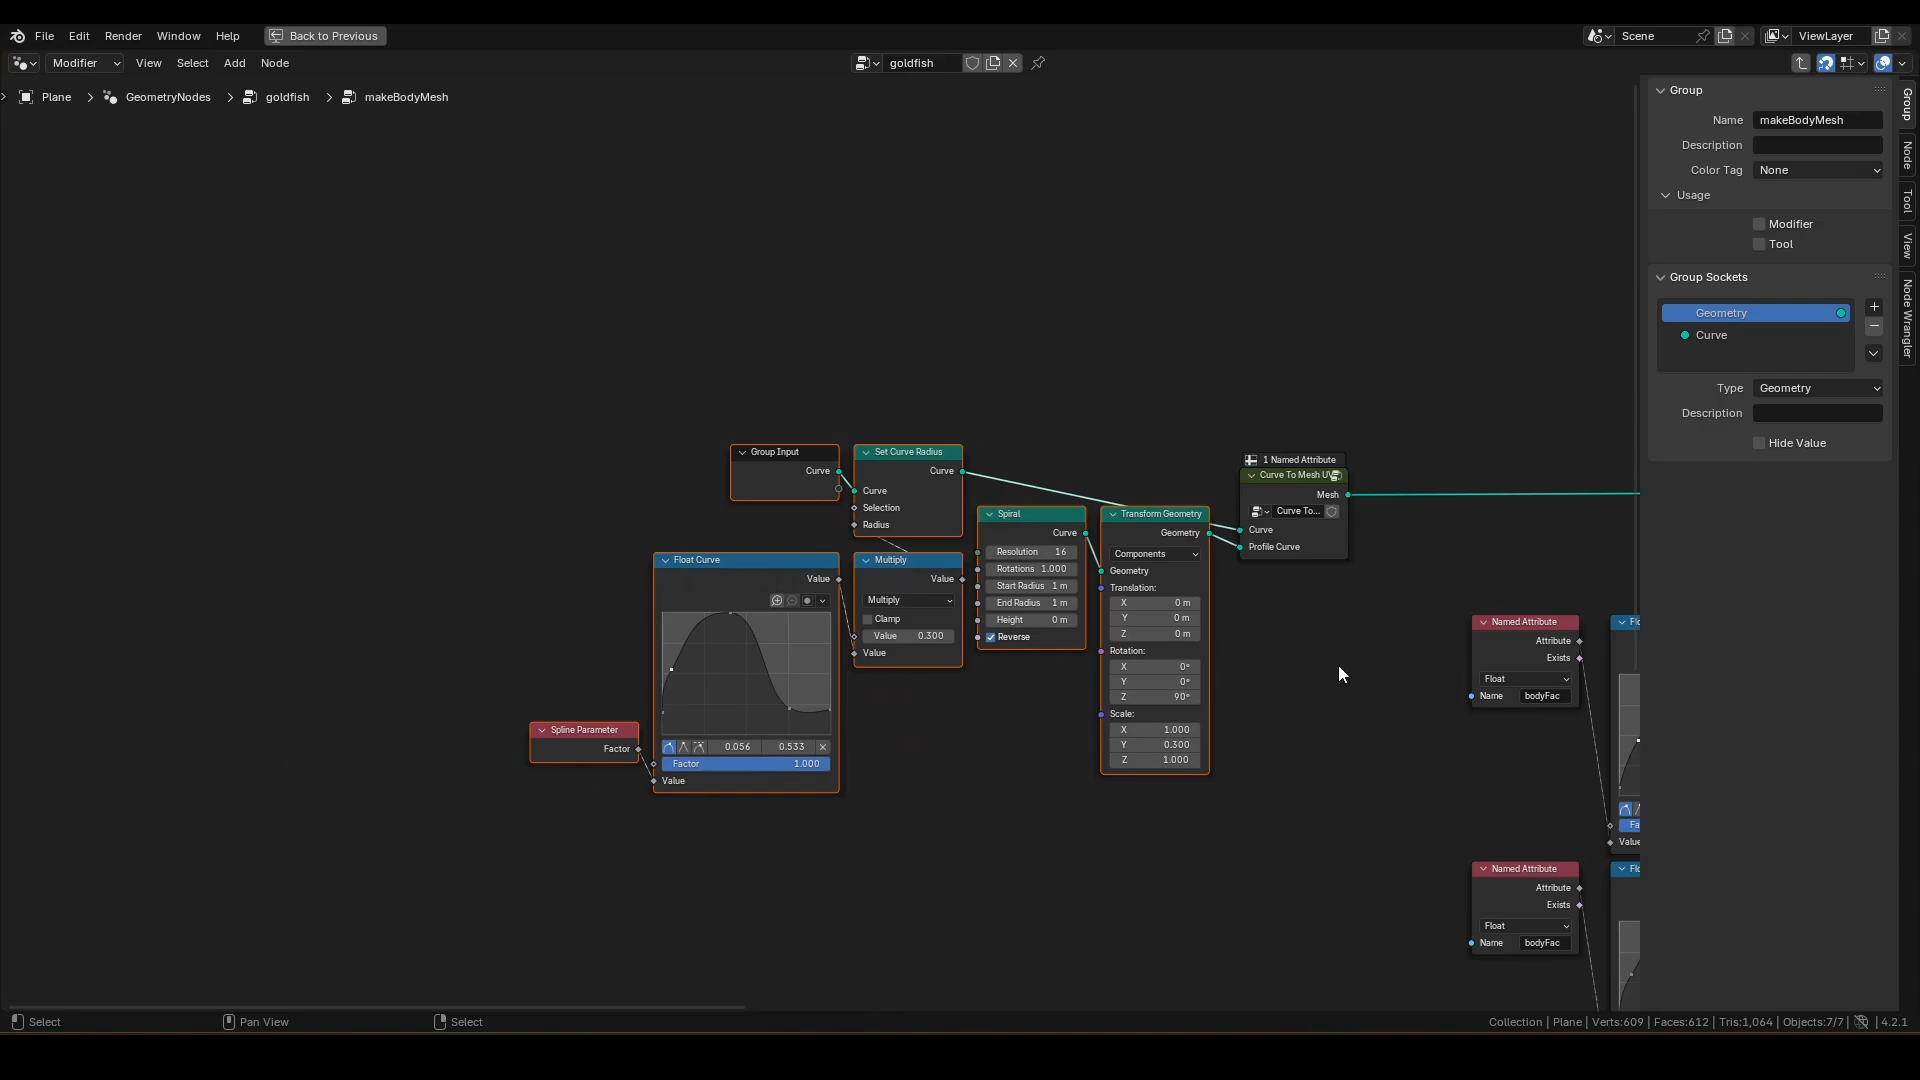 File Edit Render Window Help Back to Previous Scene ViewLayer
Modifier View Select Add Node goldfish
Plane GeometryNodes goldfish makeBodyMesh
Group
Name makeBodyMesh
Description
Color Tag None
Usage
Modifier
Tool
Group Sockets
Geometry
Curve
Type Geometry
Description
Hide Value
Group
Node
Tool
View
Node Wrangler
Group Input
Curve
Set Curve Radius
Curve
Curve
Selection
Radius
Float Curve
Value
0.056 0.533
Factor 1.000
Value
Spline Parameter
Factor
Multiply
Value
Multiply
Clamp
Value 0.300
Value
Spiral
Curve
Resolution 16
Rotations 1.000
Start Radius 1 m
End Radius 1 m
Height 0 m
Reverse
Transform Geometry
Geometry
Components
Geometry
Translation:
X 0 m
Y 0 m
Z 0 m
Rotation:
X 0°
Y 0°
Z 90°
Scale:
X 1.000
Y 0.300
Z 1.000
1 Named Attribute
Curve To Mesh UV
Mesh
Curve To...
Curve
Profile Curve
Named Attribute
Attribute
Exists
Float
Name bodyFac
Flo
Fa
Value
Named Attribute
Attribute
Exists
Float
Name bodyFac
Flo
Select Pan View Select Collection | Plane | Verts:609 | Faces:612 | Tris:1,064 | Objects:7/7 | 4.2.1